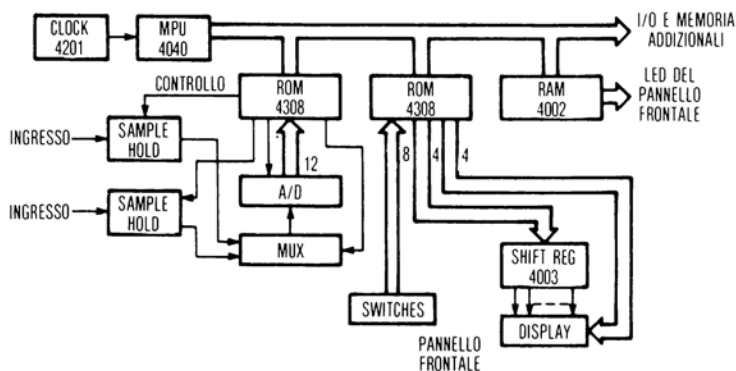 CLOCK
4201
MPU
4040
I/O E MEMORIA
ADDIZIONALI
CONTROLLO
ROM
4308
ROM
4308
RAM
4002
LED DEL
PANNELLO
FRONTALE
INGRESSO
SAMPLE
HOLD
12
8
4
4
INGRESSO
SAMPLE
HOLD
A/D
MUX
SHIFT REG
4003
SWITCHES
DISPLAY
PANNELLO
FRONTALE